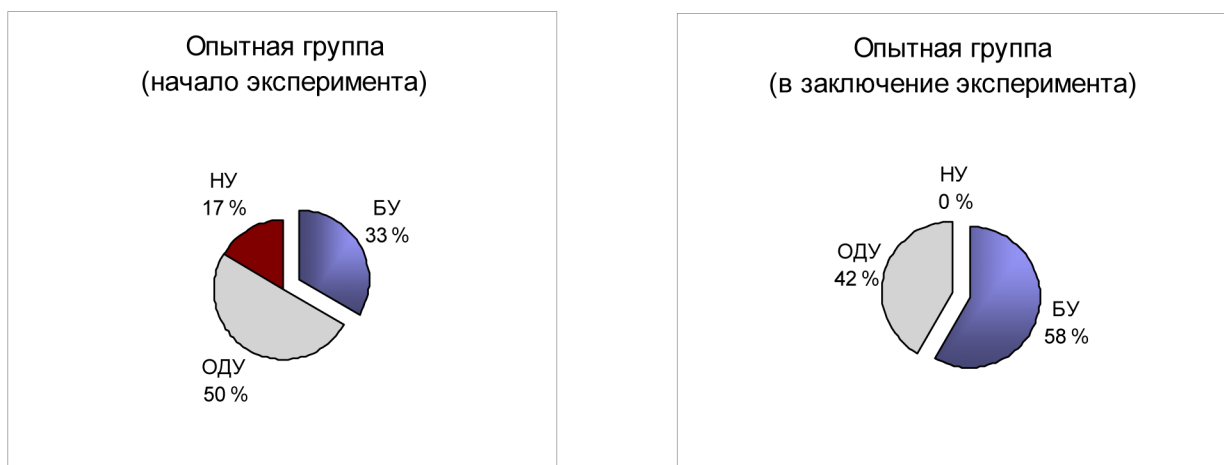 Опытная группа
(начало эксперимента)
НУ
17 %
БУ
33 %
ОДУ
50 %
Опытная группа
(в заключение эксперимента)
НУ
0 %
ОДУ
42 %
БУ
58 %